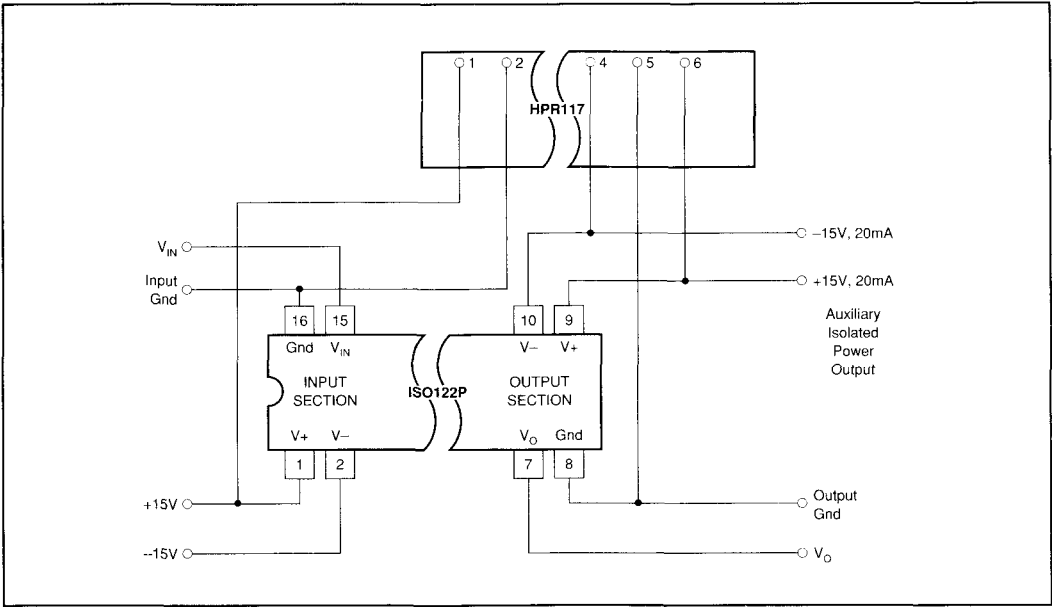 1 2 4 5 6
HPR117
V_IN
Input
Gnd
–15V, 20mA
+15V, 20mA
Auxiliary
Isolated
Power
Output
16 15 10 9
Gnd V_IN V– V+
INPUT
SECTION
ISO122P
OUTPUT
SECTION
V+ V– V_O Gnd
1 2 7 8
+15V
--15V
Output
Gnd
V_O